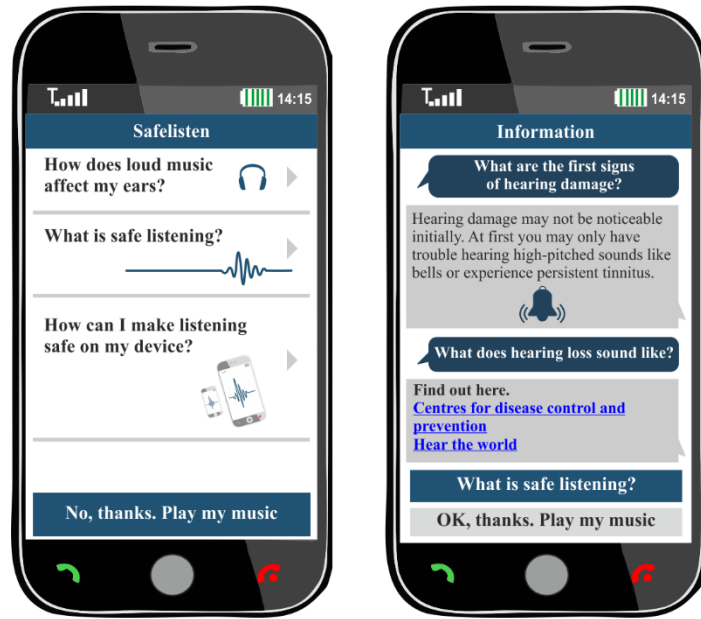 14:15
Safelisten
How does loud music
affect my ears?
What is safe listening?
How can I make listening
safe on my device?
No, thanks. Play my music
14:15
Information
What are the first signs
of hearing damage?
Hearing damage may not be noticeable
initially. At first you may only have
trouble hearing high-pitched sounds like
bells or experience persistent tinnitus.
What does hearing loss sound like?
Find out here.
Centres for disease control and
prevention
Hear the world
What is safe listening?
OK, thanks. Play my music